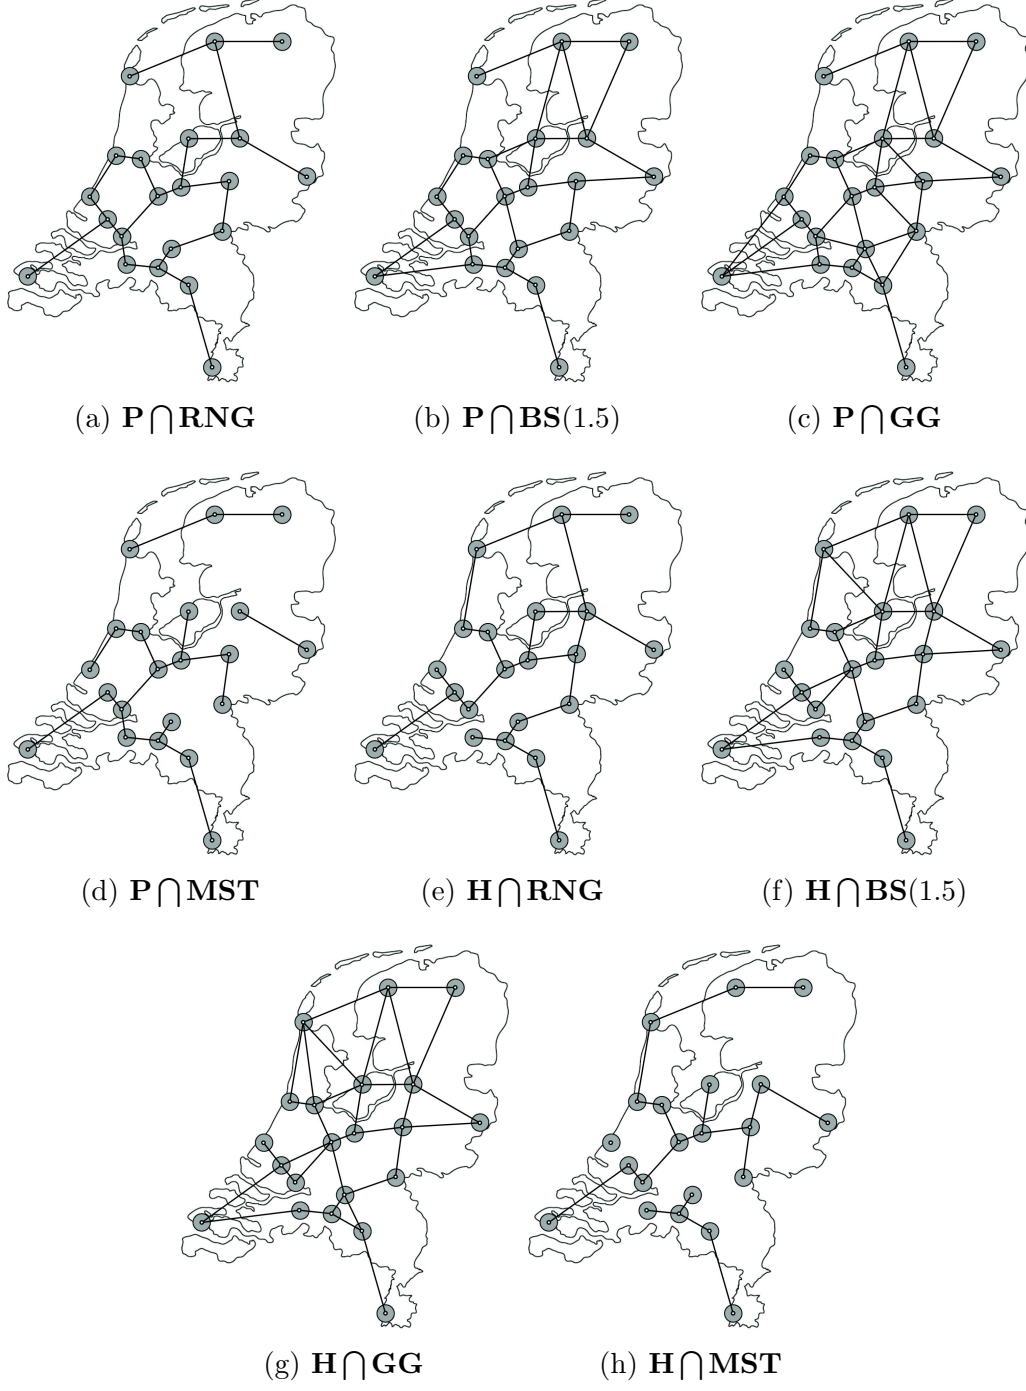 (a) P⋂RNG
(b) P⋂BS(1.5)
(c) P⋂GG
(d) P⋂MST
(e) H⋂RNG
(f) H⋂BS(1.5)
(g) H⋂GG
(h) H⋂MST